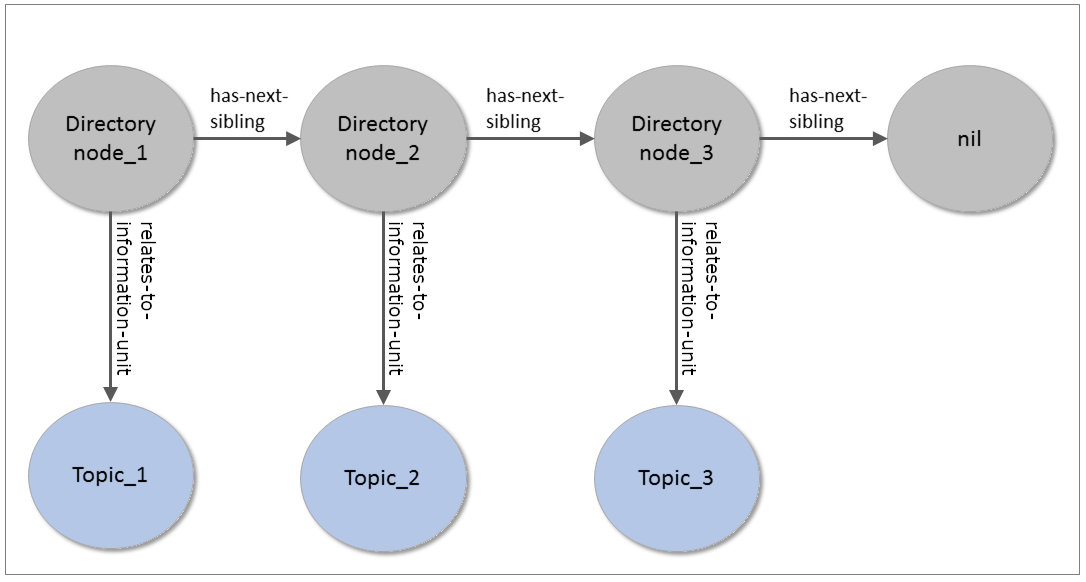 Directory
node_1
has-next-
sibling
Directory
node_2
has-next-
sibling
Directory
node_3
has-next-
sibling
nil
relates-to-
information-unit
relates-to-
information-unit
relates-to-
information-unit
Topic_1
Topic_2
Topic_3